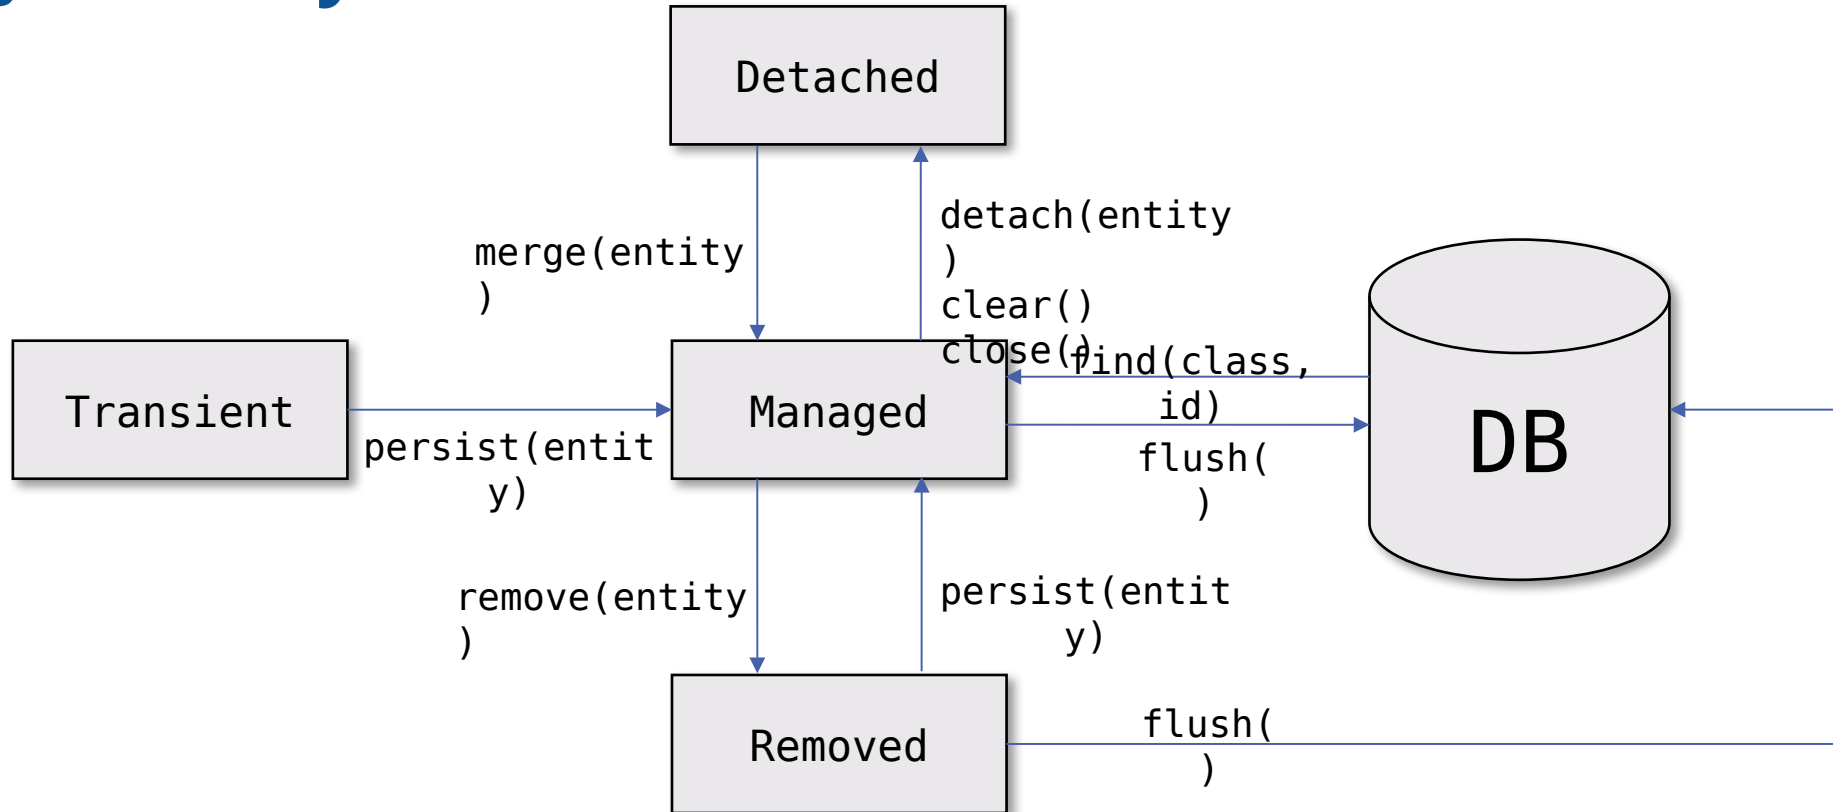 Detached
detach(entity
)
clear()
close()
merge(entity
)
find(class,
id)
Transient
Managed
DB
persist(entit
y)
flush(
)
remove(entity
)
persist(entit
y)
Removed
flush(
)